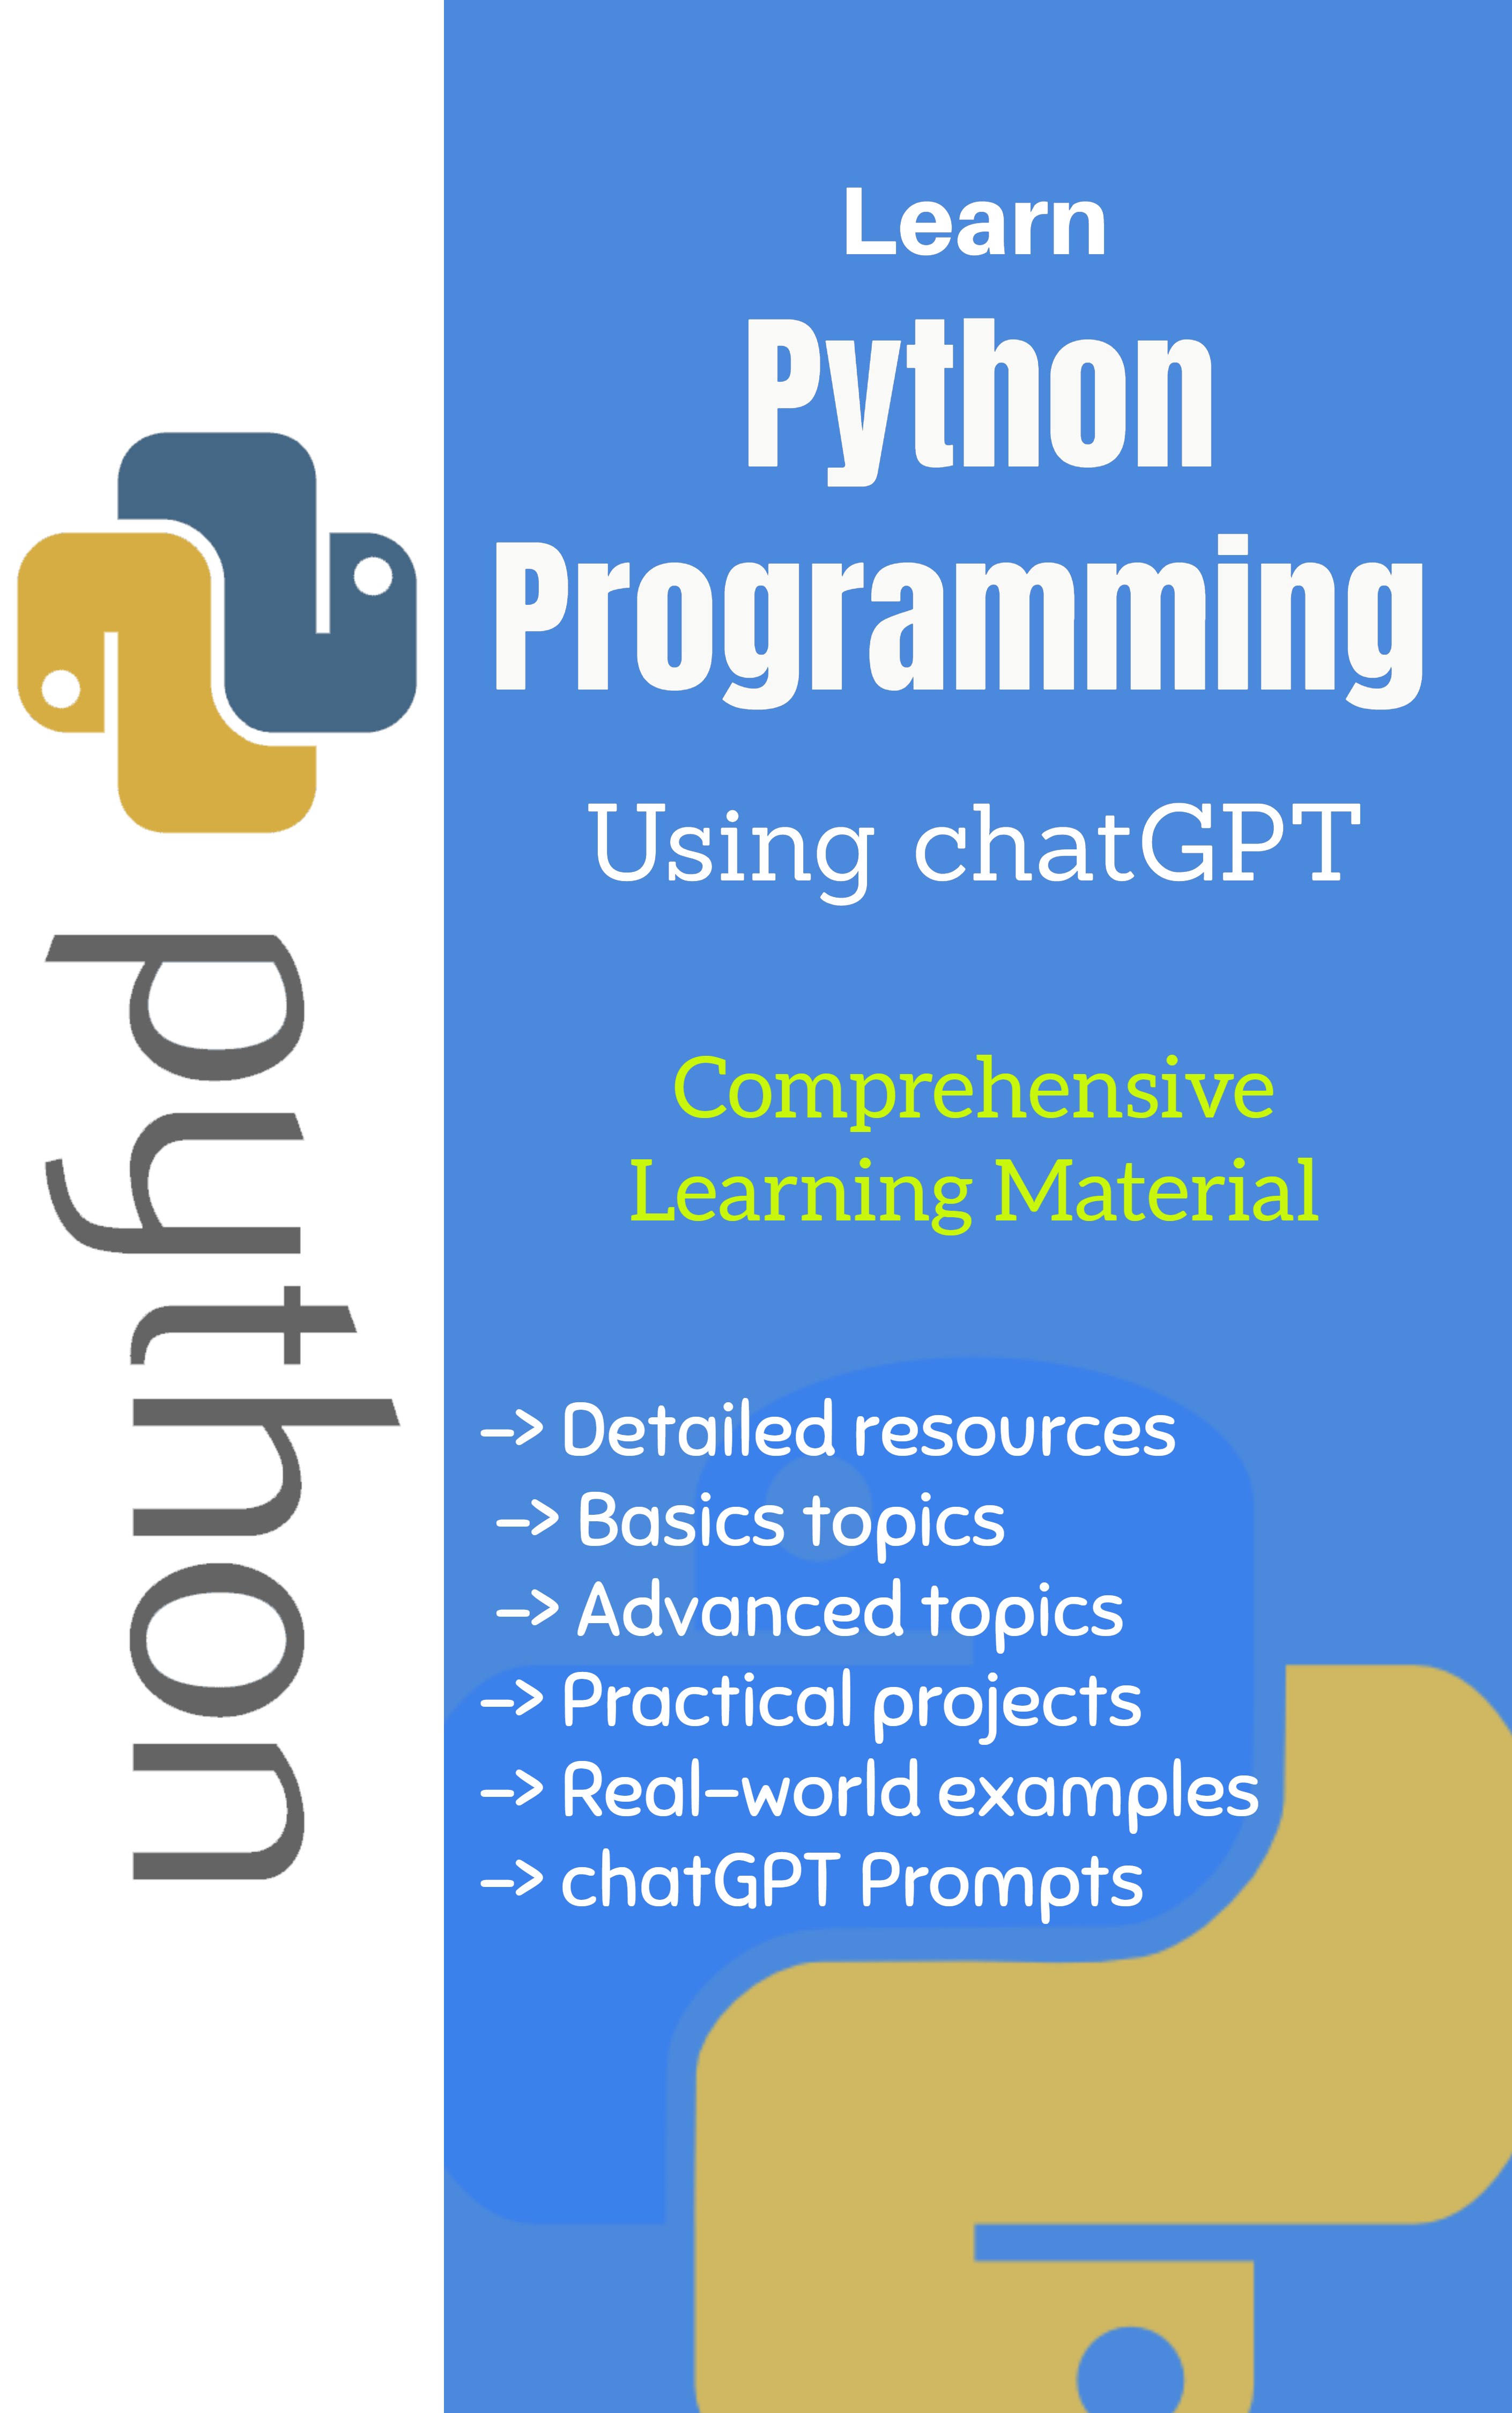 python
Learn
Python
Programming
Using chatGPT
Comprehensive
Learning Material
-> Detailed resources
-> Basics topics
-> Advanced topics
-> Practical projects
-> Real-world examples
-> chatGPT Prompts